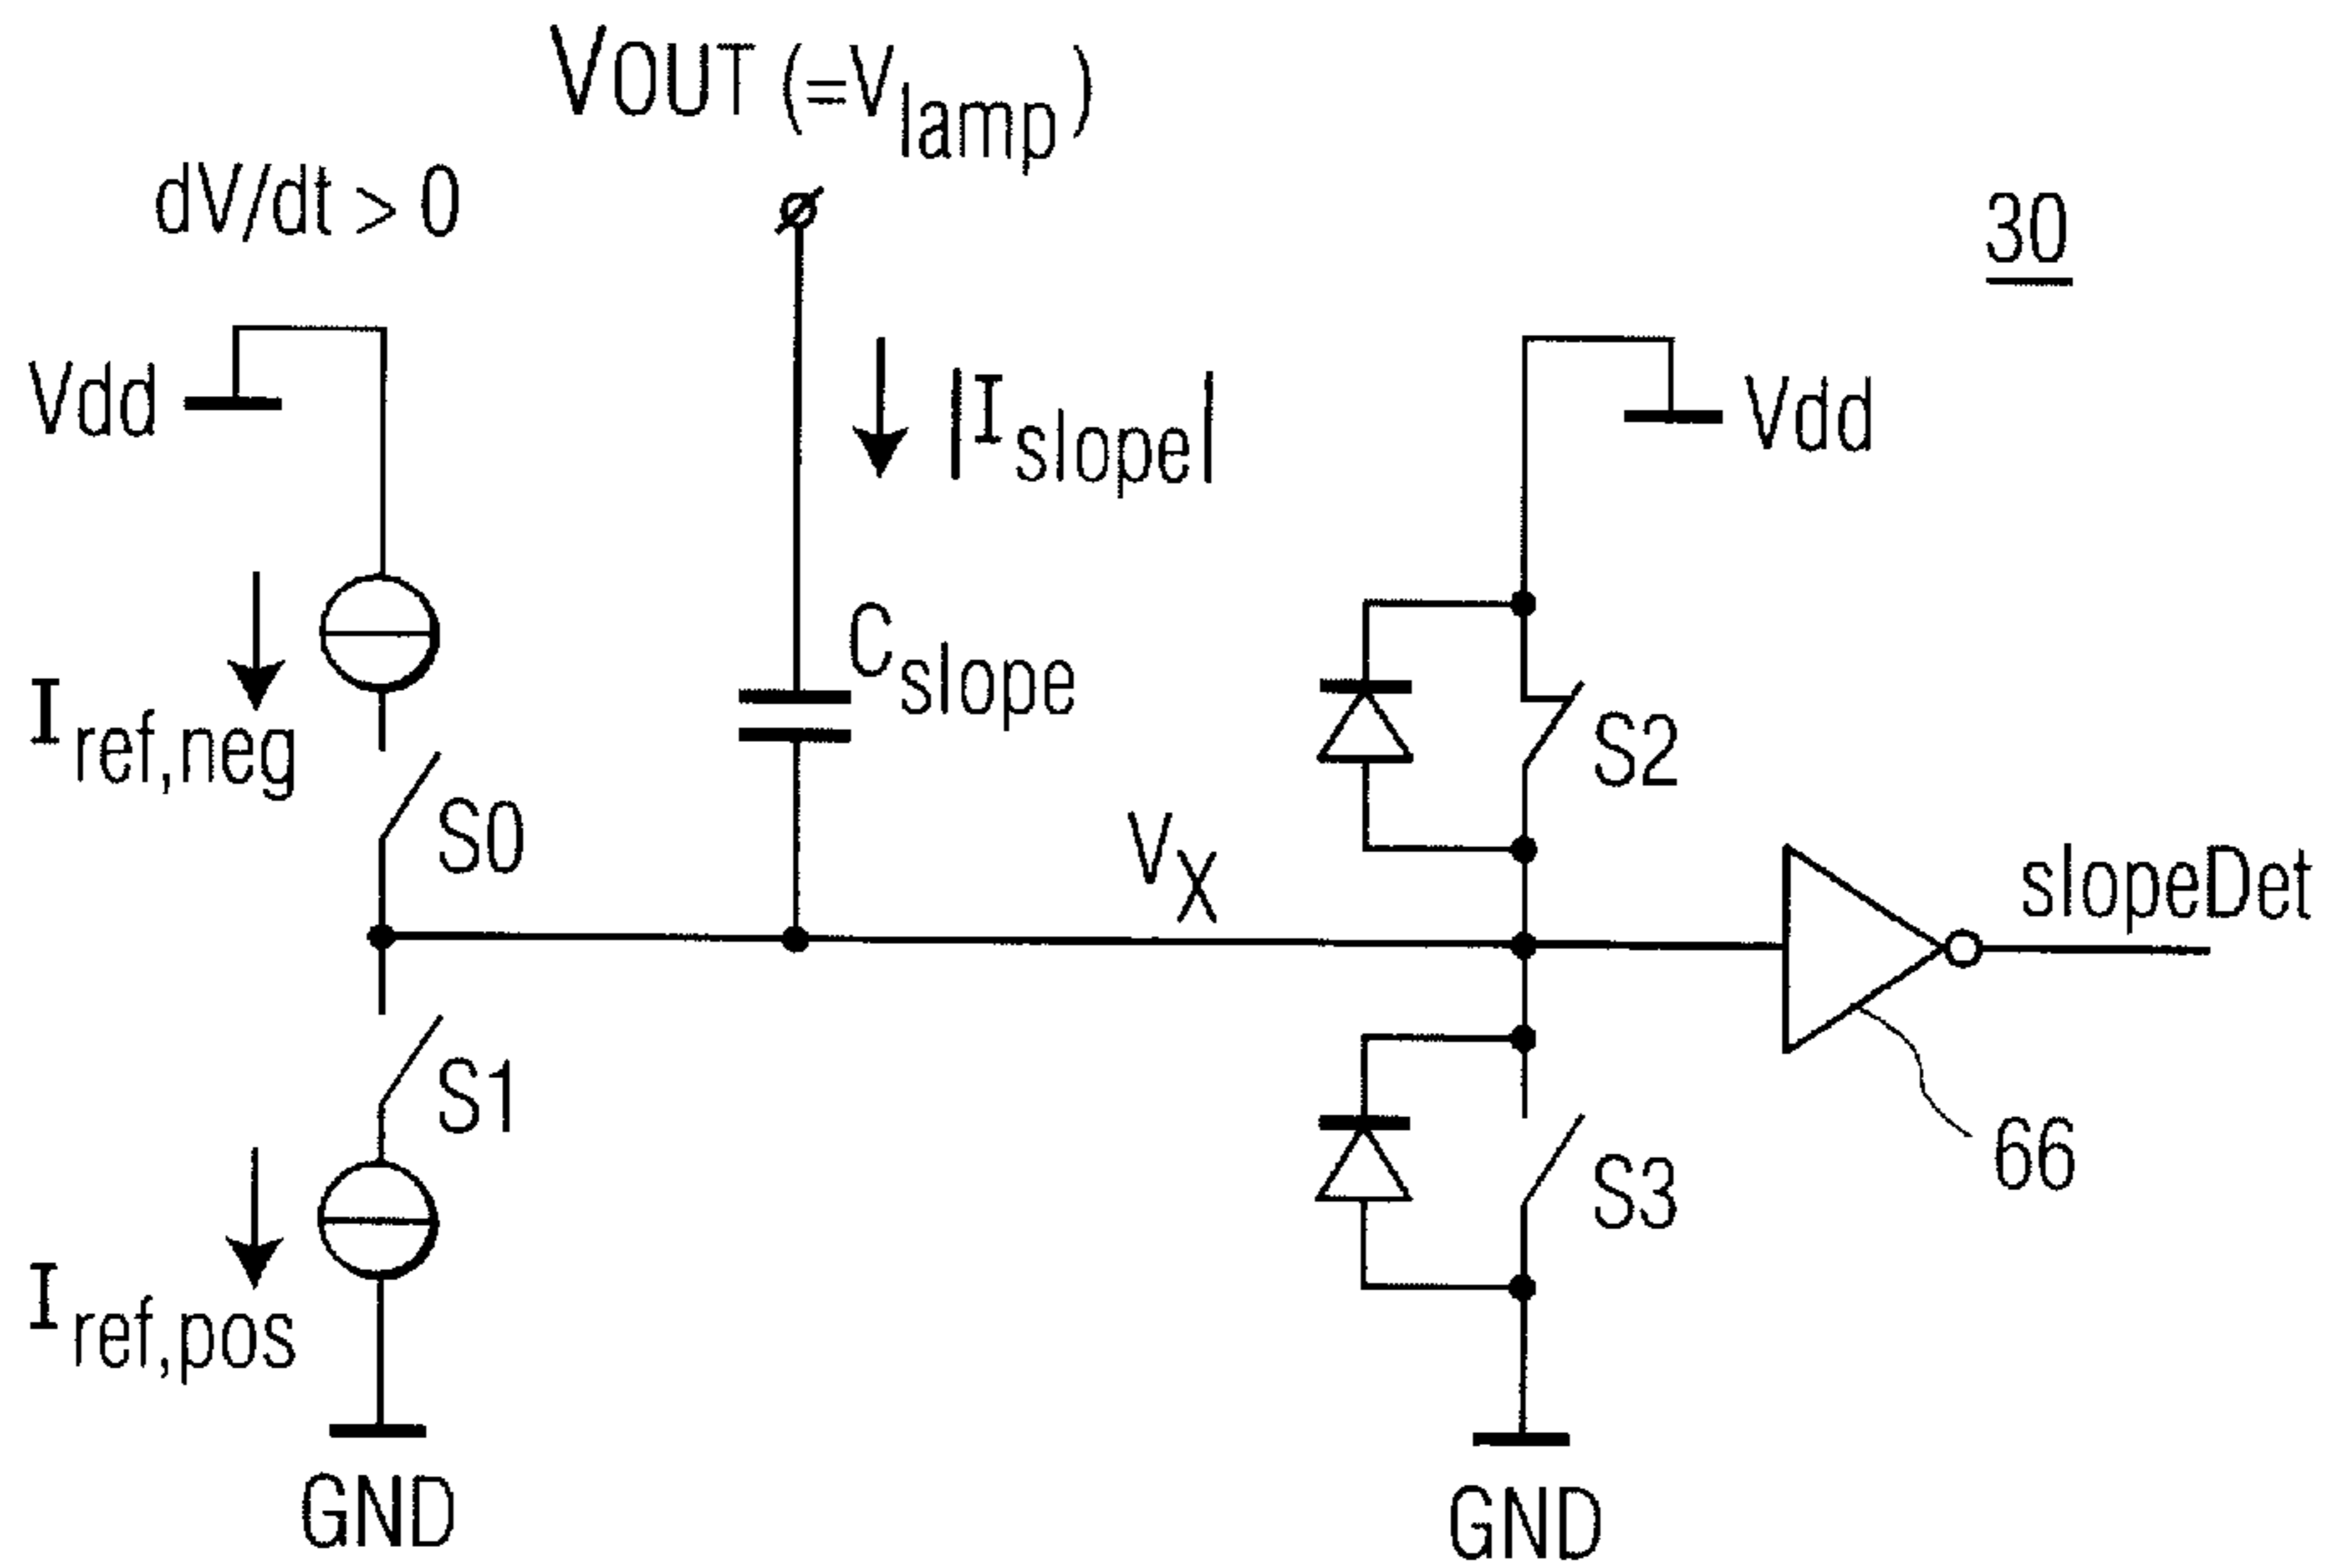 VOUT (=Vlamp)
dV/dt > 0
30
Vdd
|Islope|
Vdd
Iref,neg
Cslope
S0
S2
VX
slopeDet
S1
S3
66
Iref,pos
GND
GND